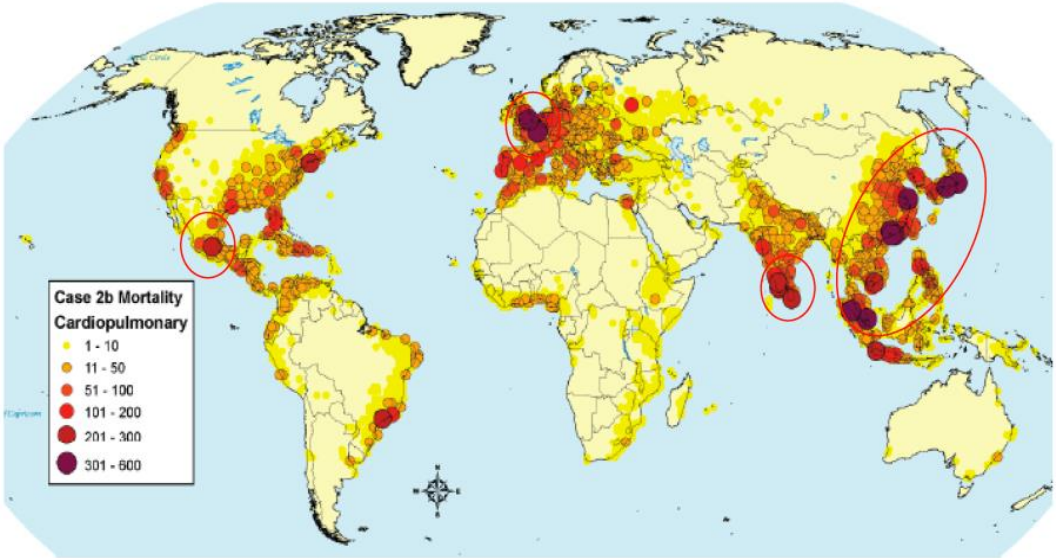 Case 2b Mortality
Cardiopulmonary
1 - 10
11 - 50
51 - 100
101 - 200
201 - 300
301 - 600
N
W
E
S